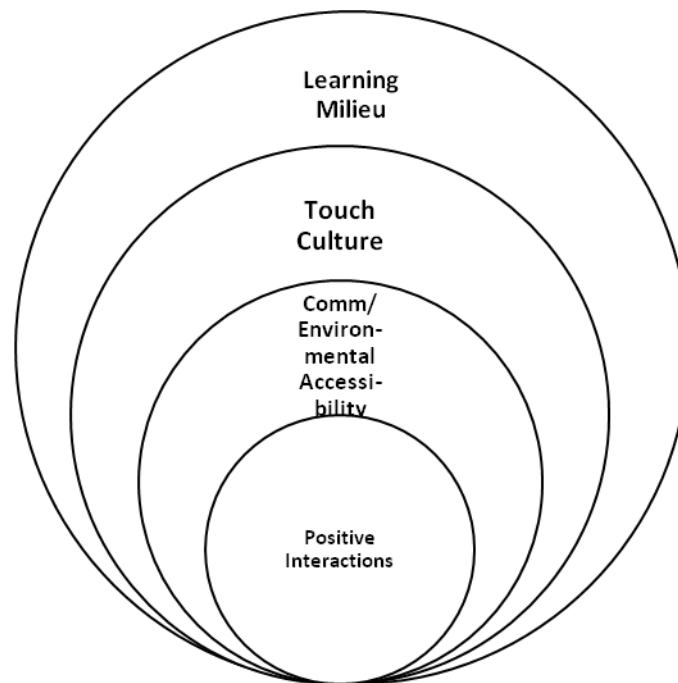 Learning
Milieu
Touch
Culture
Comm/
Environ-
mental
Accessi-
bility
Positive
Interactions